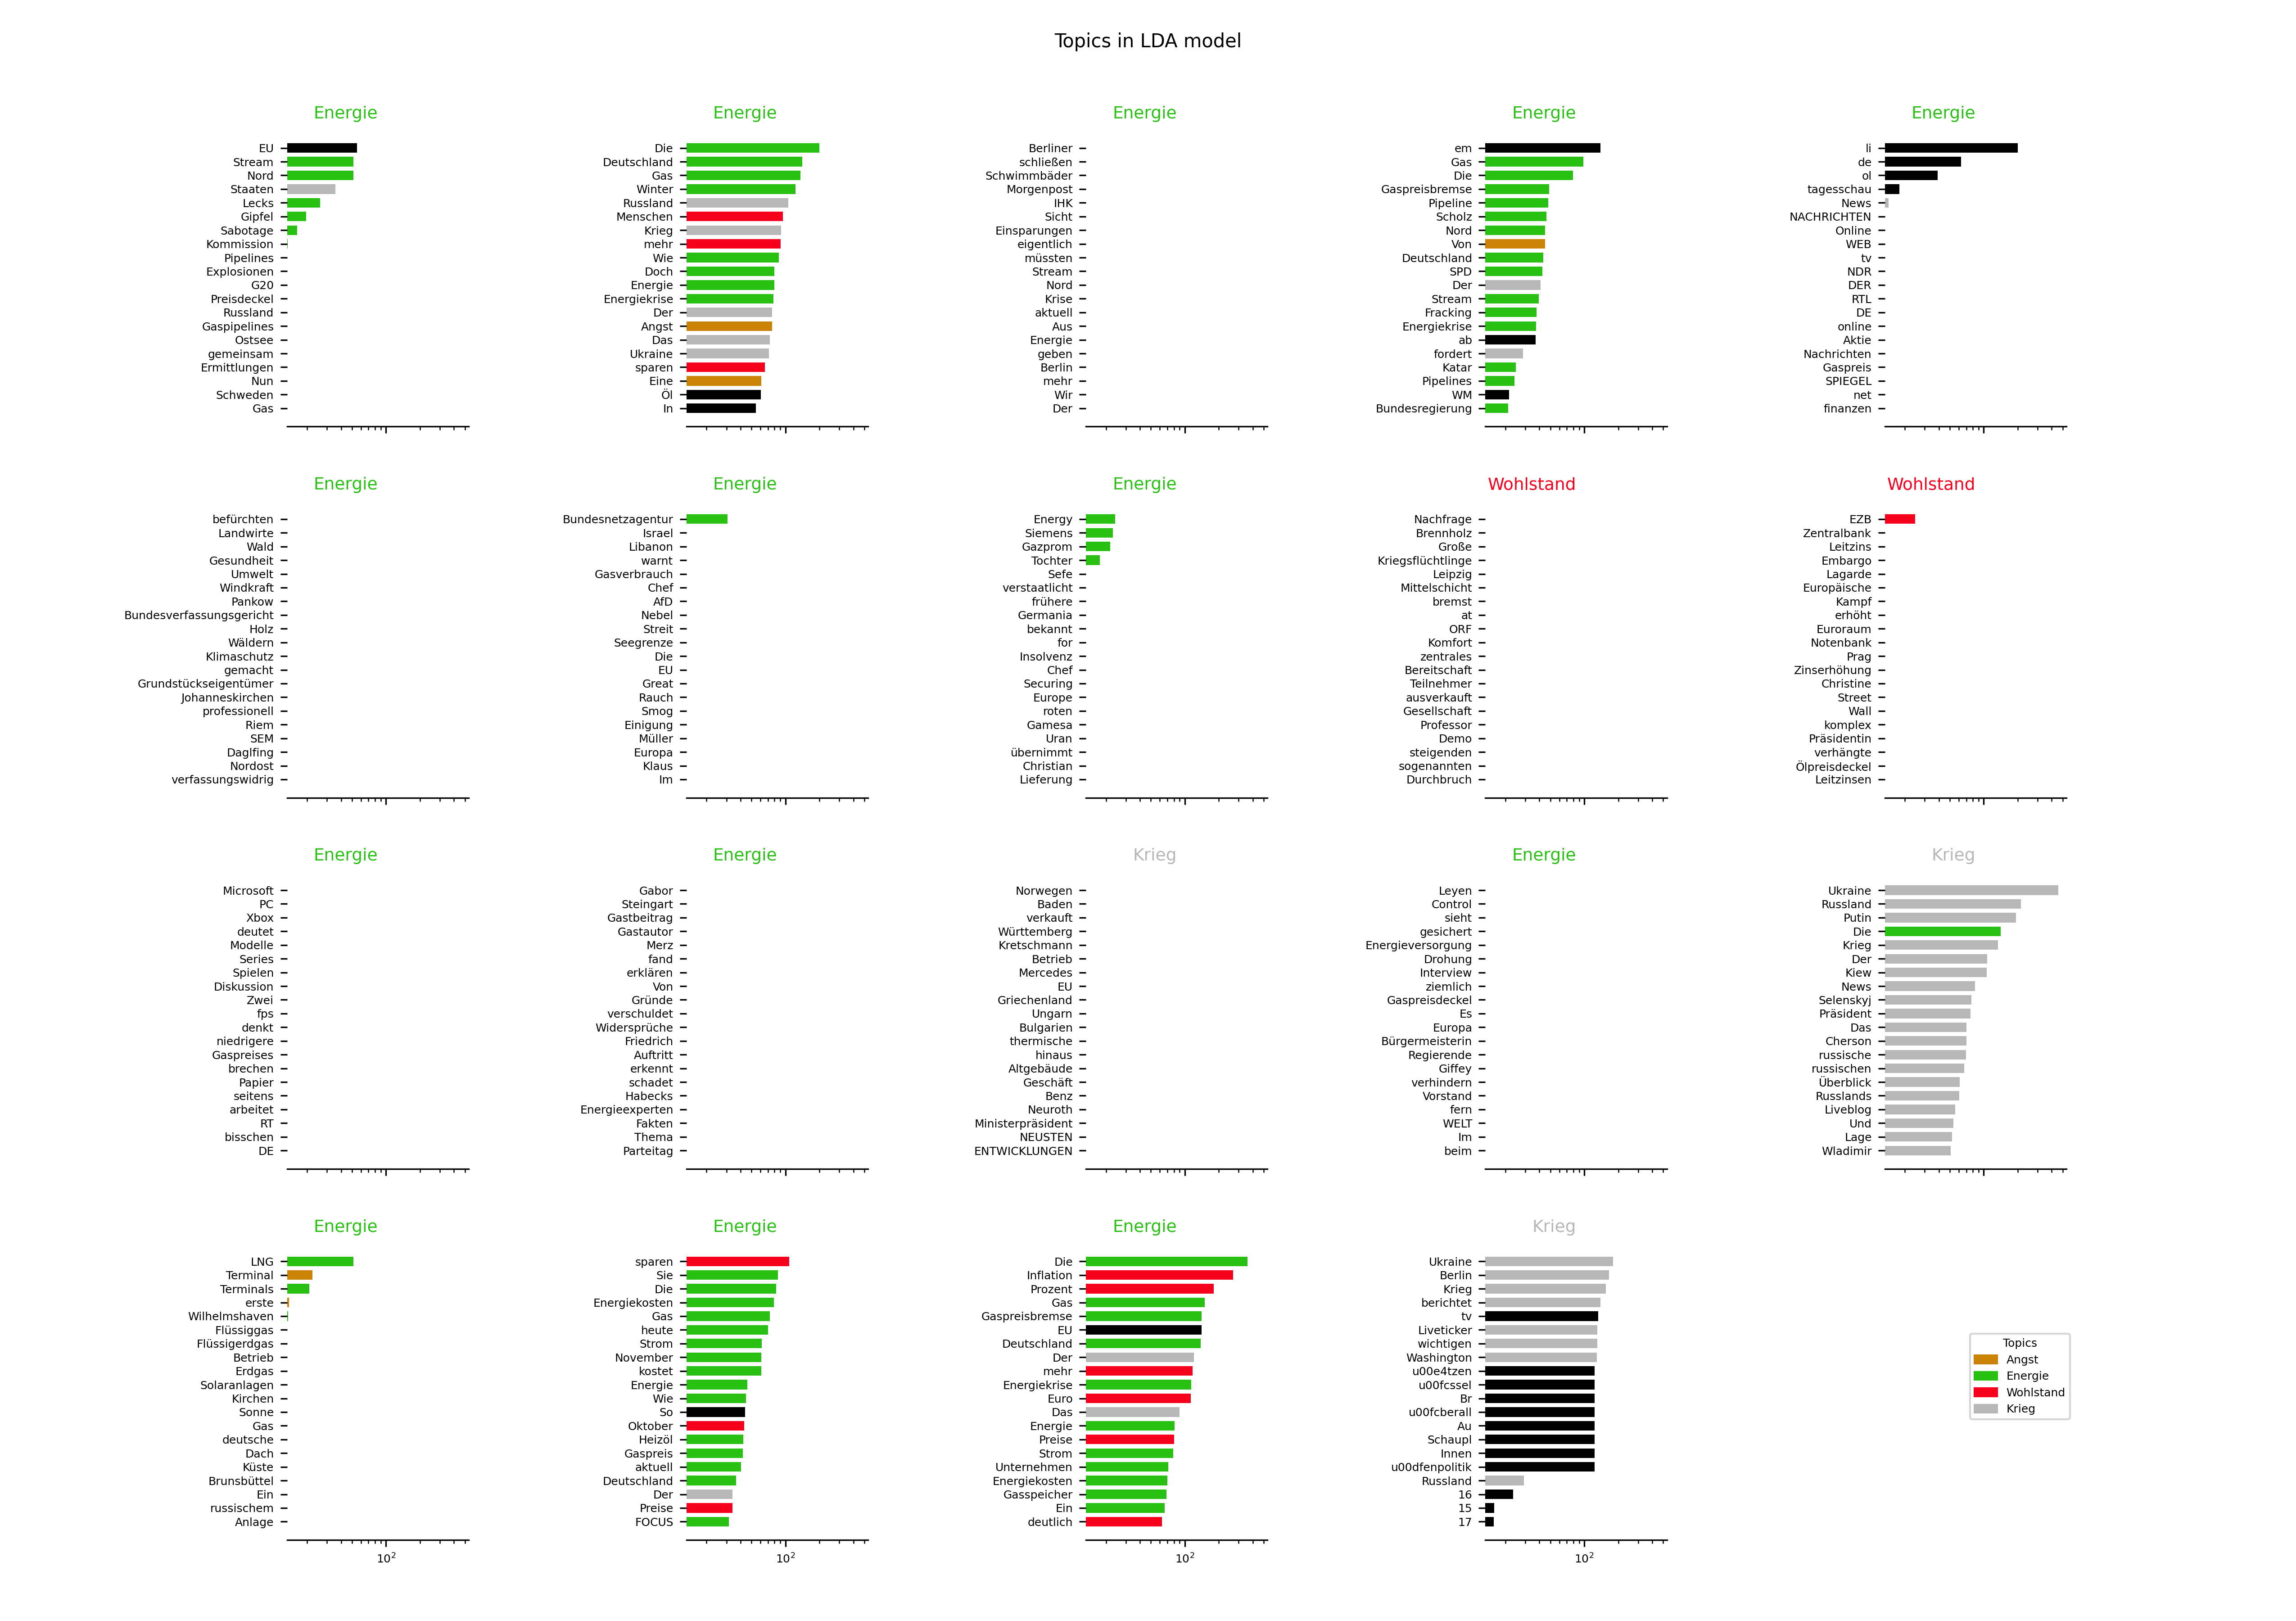 Topics in LDA model
Energie
EU
Stream
Nord
Staaten
Lecks
Gipfel
Sabotage
Kommission
Pipelines
Explosionen
G20
Preisdeckel
Russland
Gaspipelines
Ostsee
gemeinsam
Ermittlungen
Nun
Schweden
Gas
Energie
Die
Deutschland
Gas
Winter
Russland
Menschen
Krieg
mehr
Wie
Doch
Energie
Energiekrise
Der
Angst
Das
Ukraine
sparen
Eine
Öl
In
Energie
Berliner
schließen
Schwimmbäder
Morgenpost
IHK
Sicht
Einsparungen
eigentlich
müssten
Stream
Nord
Krise
aktuell
Aus
Energie
geben
Berlin
mehr
Wir
Der
Energie
em
Gas
Die
Gaspreisbremse
Pipeline
Scholz
Nord
Von
Deutschland
SPD
Der
Stream
Fracking
Energiekrise
ab
fordert
Katar
Pipelines
WM
Bundesregierung
Energie
li
de
ol
tagesschau
News
NACHRICHTEN
Online
WEB
tv
NDR
DER
RTL
DE
online
Aktie
Nachrichten
Gaspreis
SPIEGEL
net
finanzen
Energie
befürchten
Landwirte
Wald
Gesundheit
Umwelt
Windkraft
Pankow
Bundesverfassungsgericht
Holz
Wäldern
Klimaschutz
gemacht
Grundstückseigentümer
Johanneskirchen
professionell
Riem
SEM
Daglfing
Nordost
verfassungswidrig
Energie
Bundesnetzagentur
Israel
Libanon
warnt
Gasverbrauch
Chef
AfD
Nebel
Streit
Seegrenze
Die
EU
Great
Rauch
Smog
Einigung
Müller
Europa
Klaus
Im
Energie
Energy
Siemens
Gazprom
Tochter
Sefe
verstaatlicht
frühere
Germania
bekannt
for
Insolvenz
Chef
Securing
Europe
roten
Gamesa
Uran
übernimmt
Christian
Lieferung
Wohlstand
Nachfrage
Brennholz
Große
Kriegsflüchtlinge
Leipzig
Mittelschicht
bremst
at
ORF
Komfort
zentrales
Bereitschaft
Teilnehmer
ausverkauft
Gesellschaft
Professor
Demo
steigenden
sogenannten
Durchbruch
Wohlstand
EZB
Zentralbank
Leitzins
Embargo
Lagarde
Europäische
Kampf
erhöht
Euroraum
Notenbank
Prag
Zinserhöhung
Christine
Street
Wall
komplex
Präsidentin
verhängte
Ölpreisdeckel
Leitzinsen
Energie
Microsoft
PC
Xbox
deutet
Modelle
Series
Spielen
Diskussion
Zwei
fps
denkt
niedrigere
Gaspreises
brechen
Papier
seitens
arbeitet
RT
bisschen
DE
Energie
Gabor
Steingart
Gastbeitrag
Gastautor
Merz
fand
erklären
Von
Gründe
verschuldet
Widersprüche
Friedrich
Auftritt
erkennt
schadet
Habecks
Energieexperten
Fakten
Thema
Parteitag
Krieg
Norwegen
Baden
verkauft
Württemberg
Kretschmann
Betrieb
Mercedes
EU
Griechenland
Ungarn
Bulgarien
thermische
hinaus
Altgebäude
Geschäft
Benz
Neuroth
Ministerpräsident
NEUSTEN
ENTWICKLUNGEN
Energie
Leyen
Control
sieht
gesichert
Energieversorgung
Drohung
Interview
ziemlich
Gaspreisdeckel
Es
Europa
Bürgermeisterin
Regierende
Giffey
verhindern
Vorstand
fern
WELT
Im
beim
Krieg
Ukraine
Russland
Putin
Die
Krieg
Der
Kiew
News
Selenskyj
Präsident
Das
Cherson
russische
russischen
Überblick
Russlands
Liveblog
Und
Lage
Wladimir
Energie
LNG
Terminal
Terminals
erste
Wilhelmshaven
Flüssiggas
Flüssigerdgas
Betrieb
Erdgas
Solaranlagen
Kirchen
Sonne
Gas
deutsche
Dach
Küste
Brunsbüttel
Ein
russischem
Anlage
10²
Energie
sparen
Sie
Die
Energiekosten
Gas
heute
Strom
November
kostet
Energie
Wie
So
Oktober
Heizöl
Gaspreis
aktuell
Deutschland
Der
Preise
FOCUS
10²
Energie
Die
Inflation
Prozent
Gas
Gaspreisbremse
EU
Deutschland
Der
mehr
Energiekrise
Euro
Das
Energie
Preise
Strom
Unternehmen
Energiekosten
Gasspeicher
Ein
deutlich
10²
Krieg
Ukraine
Berlin
Krieg
berichtet
tv
Liveticker
wichtigen
Washington
u00e4tzen
u00fcssel
Br
u00fcberall
Au
Schaupl
Innen
u00dfenpolitik
Russland
16
15
17
10²
Topics
Angst
Energie
Wohlstand
Krieg